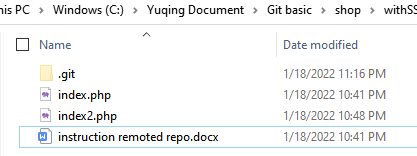 his PC > Windows (C:) > Yuqing Document > Git basic > shop > withSS
Name Date modified
.git 1/18/2022 11:16 PM
index.php 1/18/2022 10:41 PM
index2.php 1/18/2022 10:48 PM
instruction remoted repo.docx 1/18/2022 10:41 PM